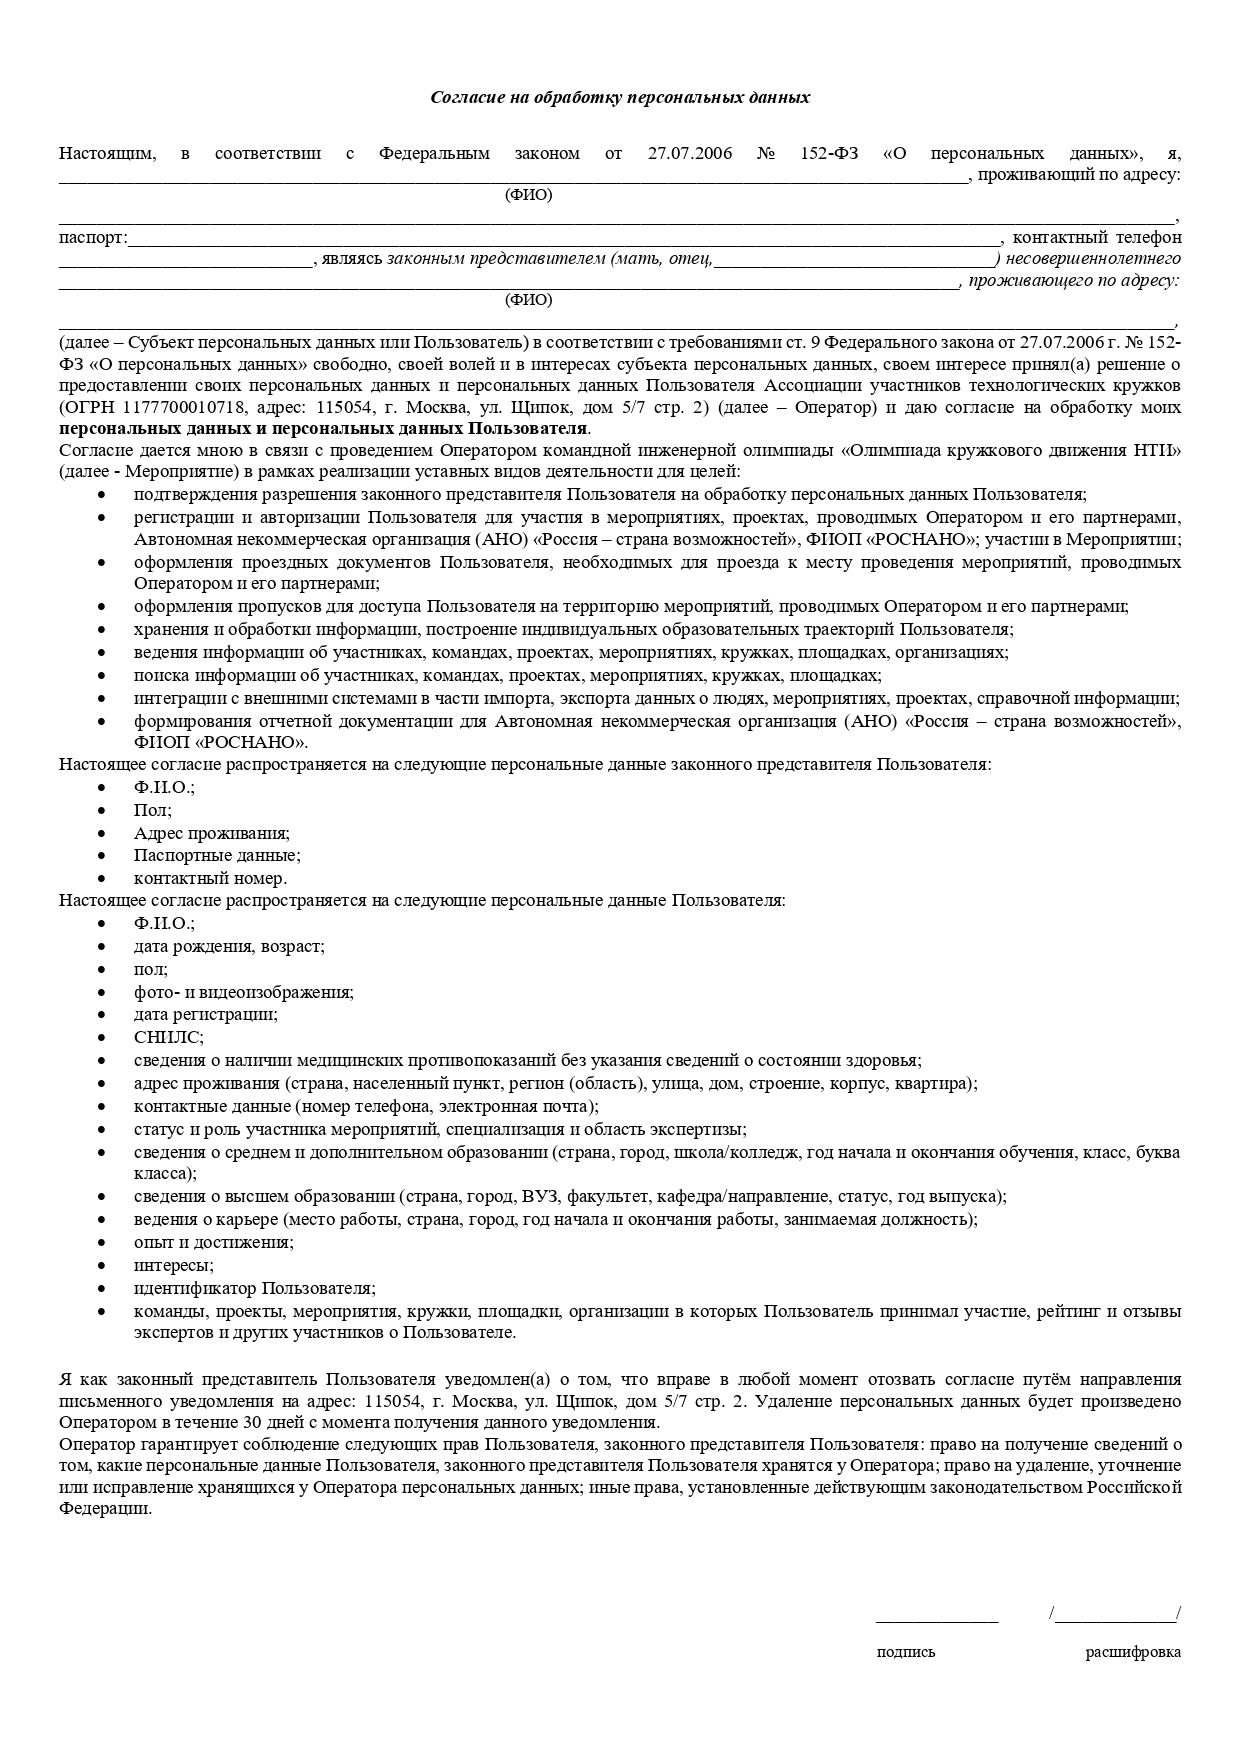 Согласие на обработку персональных данных
Настоящим, в соответствии с Федеральным законом от 27.07.2006 № 152-ФЗ «О персональных данных», я,
_______________________________________________, проживающий по адресу:
(ФИО)
_______________________________________________,
паспорт:_______________________________________________, контактный телефон
___________________________, являясь законным представителем (мать, отец,______________________________) несовершеннолетнего
_______________________________________________, проживающего по адресу:
(ФИО)
_______________________________________________,
(далее – Субъект персональных данных или Пользователь) в соответствии с требованиями ст. 9 Федерального закона от 27.07.2006 г. № 152-
ФЗ «О персональных данных» свободно, своей волей и в интересах субъекта персональных данных, своем интересе принял(а) решение о
предоставлении своих персональных данных и персональных данных Пользователя Ассоциации участников технологических кружков
(ОГРН 1177700010718, адрес: 115054, г. Москва, ул. Щипок, дом 5/7 стр. 2) (далее – Оператор) и даю согласие на обработку моих
персональных данных и персональных данных Пользователя.
Согласие дается мною в связи с проведением Оператором командной инженерной олимпиады «Олимпиада кружкового движения НТИ»
(далее - Мероприятие) в рамках реализации уставных видов деятельности для целей:
• подтверждения разрешения законного представителя Пользователя на обработку персональных данных Пользователя;
• регистрации и авторизации Пользователя для участия в мероприятиях, проектах, проводимых Оператором и его партнерами,
Автономная некоммерческая организация (АНО) «Россия – страна возможностей», ФИОП «РОСНАНО»; участии в Мероприятии;
• оформления проездных документов Пользователя, необходимых для проезда к месту проведения мероприятий, проводимых
Оператором и его партнерами;
• оформления пропусков для доступа Пользователя на территорию мероприятий, проводимых Оператором и его партнерами;
• хранения и обработки информации, построение индивидуальных образовательных траекторий Пользователя;
• ведения информации об участниках, командах, проектах, мероприятиях, кружках, площадках, организациях;
• поиска информации об участниках, командах, проектах, мероприятиях, кружках, площадках;
• интеграции с внешними системами в части импорта, экспорта данных о людях, мероприятиях, проектах, справочной информации;
• формирования отчетной документации для Автономная некоммерческая организация (АНО) «Россия – страна возможностей»,
ФИОП «РОСНАНО».
Настоящее согласие распространяется на следующие персональные данные законного представителя Пользователя:
• Ф.И.О.;
• Пол;
• Адрес проживания;
• Паспортные данные;
• контактный номер.
Настоящее согласие распространяется на следующие персональные данные Пользователя:
• Ф.И.О.;
• дата рождения, возраст;
• пол;
• фото- и видеоизображения;
• дата регистрации;
• СНИЛС;
• сведения о наличии медицинских противопоказаний без указания сведений о состоянии здоровья;
• адрес проживания (страна, населенный пункт, регион (область), улица, дом, строение, корпус, квартира);
• контактные данные (номер телефона, электронная почта);
• статус и роль участника мероприятий, специализация и область экспертизы;
• сведения о среднем и дополнительном образовании (страна, город, школа/колледж, год начала и окончания обучения, класс, буква
класса);
• сведения о высшем образовании (страна, город, ВУЗ, факультет, кафедра/направление, статус, год выпуска);
• ведения о карьере (место работы, страна, город, год начала и окончания работы, занимаемая должность);
• опыт и достижения;
• интересы;
• идентификатор Пользователя;
• команды, проекты, мероприятия, кружки, площадки, организации в которых Пользователь принимал участие, рейтинг и отзывы
экспертов и других участников о Пользователе.
Я как законный представитель Пользователя уведомлен(а) о том, что вправе в любой момент отозвать согласие путём направления
письменного уведомления на адрес: 115054, г. Москва, ул. Щипок, дом 5/7 стр. 2. Удаление персональных данных будет произведено
Оператором в течение 30 дней с момента получения данного уведомления.
Оператор гарантирует соблюдение следующих прав Пользователя, законного представителя Пользователя: право на получение сведений о
том, какие персональные данные Пользователя, законного представителя Пользователя хранятся у Оператора; право на удаление, уточнение
или исправление хранящихся у Оператора персональных данных; иные права, установленные действующим законодательством Российской
Федерации.
_____________ /_____________/
подпись расшифровка